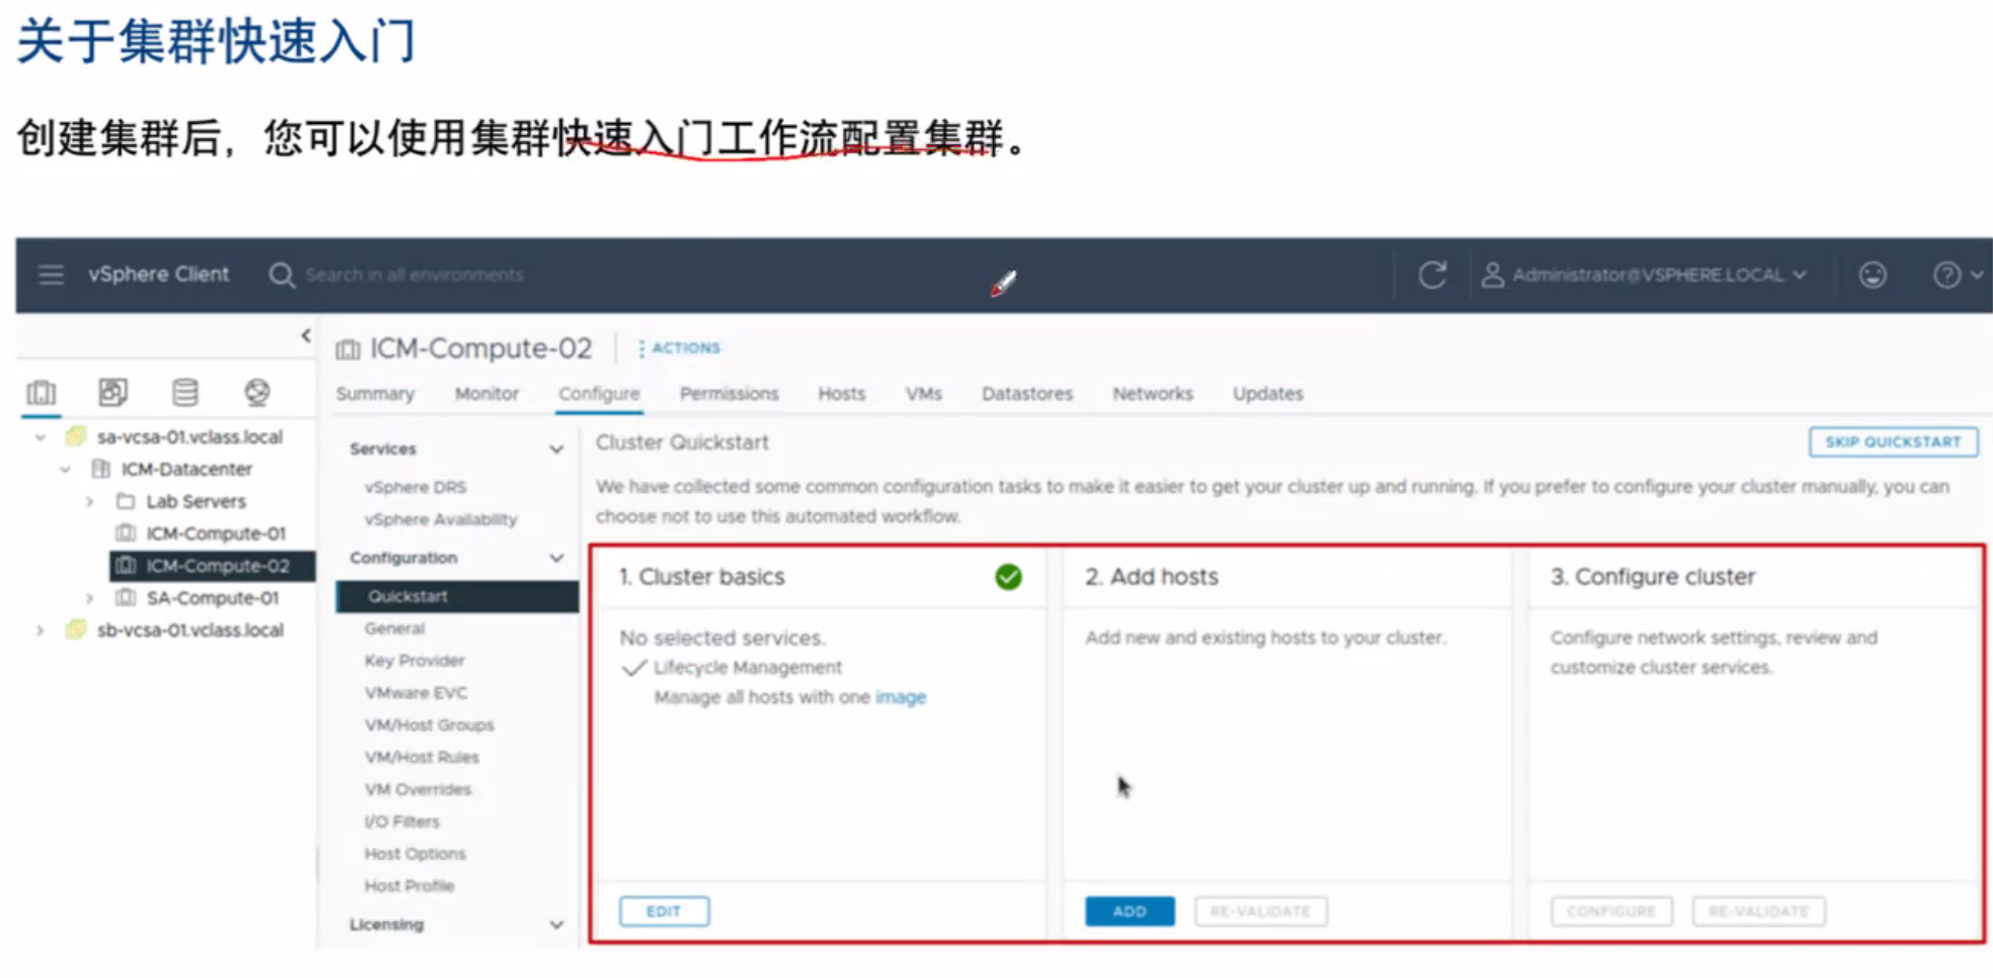 关于集群快速入门
创建集群后，您可以使用集群快速入门工作流配置集群。
vSphere Client
Search in all environments
Administrator@VSPHERE.LOCAL
ICM-Compute-02
ACTIONS
Summary Monitor Configure Permissions Hosts VMs Datastores Networks Updates
sa-vcsa-01.vclass.local
ICM-Datacenter
Lab Servers
ICM-Compute-01
ICM-Compute-02
SA-Compute-01
sb-vcsa-01.vclass.local
Services
vSphere DRS
vSphere Availability
Configuration
Quickstart
General
Key Provider
VMware EVC
VM/Host Groups
VM/Host Rules
VM Overrides
I/O Filters
Host Options
Host Profile
Licensing
Cluster Quickstart
SKIP QUICKSTART
We have collected some common configuration tasks to make it easier to get your cluster up and running. If you prefer to configure your cluster manually, you can
choose not to use this automated workflow.
1. Cluster basics
No selected services.
Lifecycle Management
Manage all hosts with one image
EDIT
2. Add hosts
Add new and existing hosts to your cluster.
ADD
RE-VALIDATE
3. Configure cluster
Configure network settings, review and
customize cluster services.
CONFIGURE
RE-VALIDATE